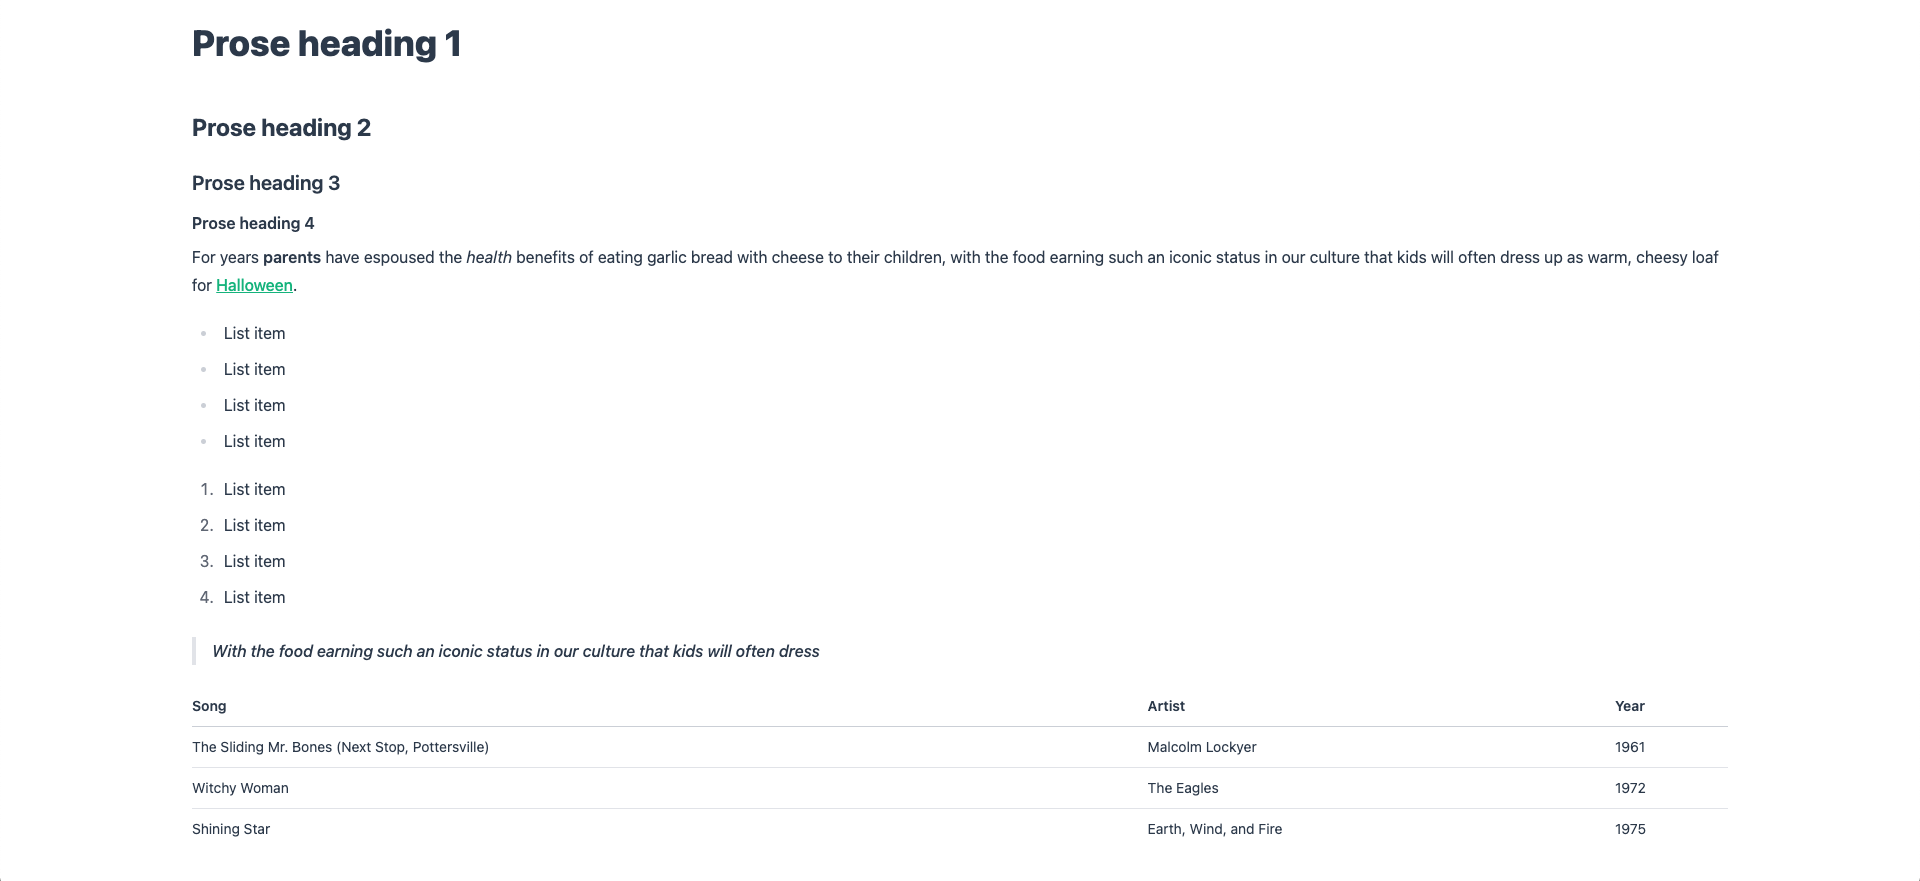 Prose heading 1
Prose heading 2
Prose heading 3
Prose heading 4
For years parents have espoused the health benefits of eating garlic bread with cheese to their children, with the food earning such an iconic status in our culture that kids will often dress up as warm, cheesy loaf
for Halloween.
• List item
• List item
• List item
• List item
1. List item
2. List item
3. List item
4. List item
With the food earning such an iconic status in our culture that kids will often dress
Song Artist Year
The Sliding Mr. Bones (Next Stop, Pottersville) Malcolm Lockyer 1961
Witchy Woman The Eagles 1972
Shining Star Earth, Wind, and Fire 1975